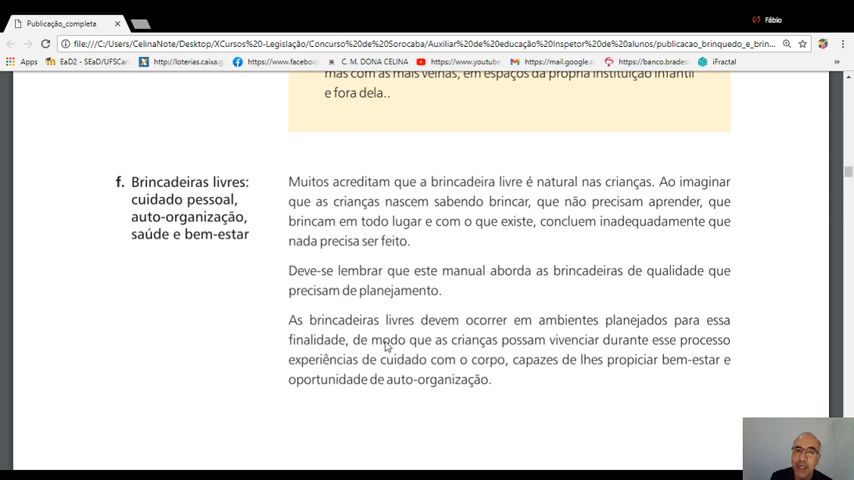 Publicação_completa
Fábio
file:///C:/Users/CelinaNote/Desktop/XCursos%20-Legislação/Concurso%20de%20Sorocaba/Auxiliar%20de%20educação%20Inspetor%20de%20alunos/publicacao_brinquedo_e_brin...
Apps
EaD2 - SEaD/UFSCar
http://loterias.caixa.g
https://www.facebook
C. M. DONA CELINA
https://www.youtube
https://mail.google.c
https://banco.brades
iFractal
»
mas com as mais velhas, em espaços da própria instituição infantil
e fora dela..
f. Brincadeiras livres:
cuidado pessoal,
auto-organização,
saúde e bem-estar
Muitos acreditam que a brincadeira livre é natural nas crianças. Ao imaginar
que as crianças nascem sabendo brincar, que não precisam aprender, que
brincam em todo lugar e com o que existe, concluem inadequadamente que
nada precisa ser feito.
Deve-se lembrar que este manual aborda as brincadeiras de qualidade que
precisam de planejamento.
As brincadeiras livres devem ocorrer em ambientes planejados para essa
finalidade, de modo que as crianças possam vivenciar durante esse processo
experiências de cuidado com o corpo, capazes de lhes propiciar bem-estar e
oportunidade de auto-organização.